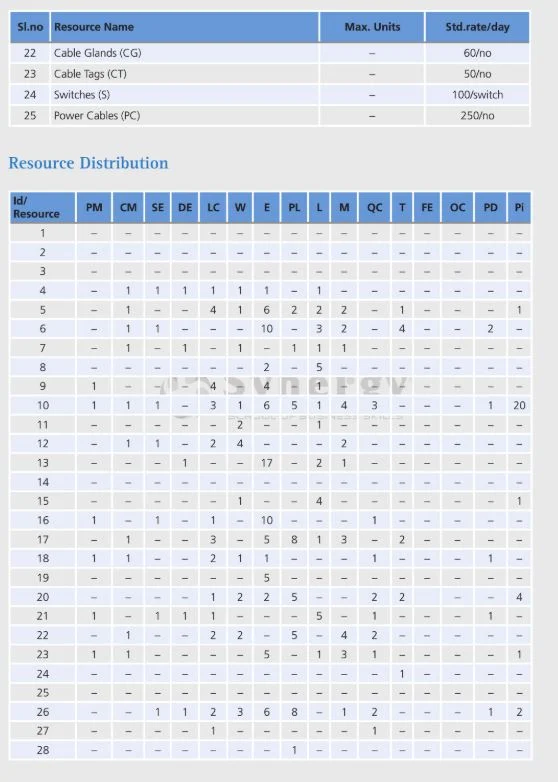 Sl.no Resource Name Max. Units Std.rate/day
22 Cable Glands (CG) – 60/no
23 Cable Tags (CT) – 50/no
24 Switches (S) – 100/switch
25 Power Cables (PC) – 250/no
Resource Distribution
Id/
Resource PM CM SE DE LC W E PL L M QC T FE OC PD Pi
1 – – – – – – – – – – – – – – – –
2 – – – – – – – – – – – – – – – –
3 – – – – – – – – – – – – – – – –
4 – 1 1 1 1 1 1 – 1 – – – – – – –
5 – 1 – – 4 1 6 2 2 2 – 1 – – – 1
6 – 1 1 – – – 10 – 3 2 – 4 – – 2 –
7 – 1 – 1 – 1 – 1 1 1 – – – – – –
8 – – – – – – 2 – 5 – – – – – – –
9 1 – – – 4 – 4 – 1 – – – – – – –
10 1 1 1 – 3 1 6 5 1 4 3 – – – 1 20
11 – – – – – 2 – – 1 – – – – – – –
12 – 1 1 – 2 4 – – – 2 – – – – – –
13 – – – 1 – – 17 – 2 1 – – – – – –
14 – – – – – – – – – – – – – – – –
15 – – – – – 1 – – 4 – – – – – – 1
16 1 – 1 – 1 – 10 – – – 1 – – – – –
17 – 1 – – 3 – 5 8 1 3 – 2 – – – –
18 1 1 – – 2 1 1 – – – 1 – – – 1 –
19 – – – – – – 5 – – – – – – – – –
20 – – – – 1 2 2 5 – – 2 2 – – 4
21 1 – 1 1 1 – – – 5 – 1 – – – 1 –
22 – 1 – – 2 2 – 5 – 4 2 – – – – –
23 1 1 – – – – 5 – 1 3 1 – – – – 1
24 – – – – – – – – – – – 1 – – – –
25 – – – – – – – – – – – – – – – –
26 – – 1 1 2 3 6 8 – 1 2 – – – 1 2
27 – – – – 1 – – – – – 1 – – – – –
28 – – – – – – – 1 – – – – – – – –
Synergy
SCHOOL OF BUSINESS SKILLS